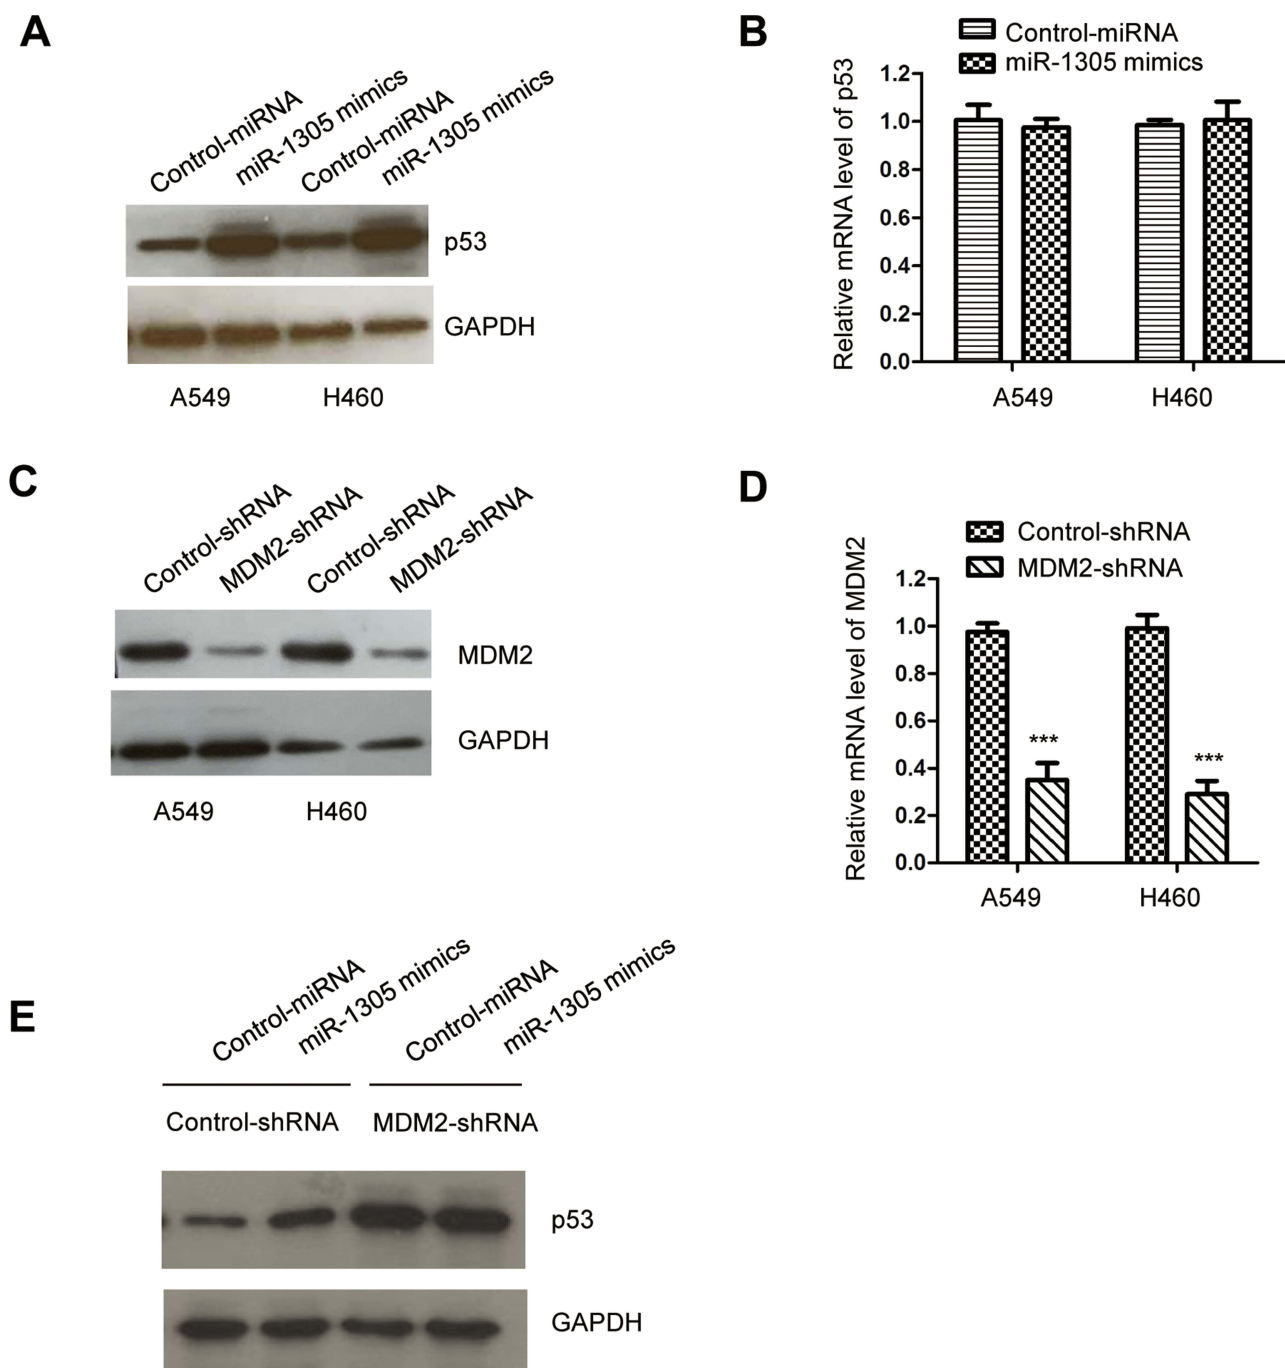 A
Control-miRNA
miR-1305 mimics
Control-miRNA
miR-1305 mimics
p53
GAPDH
A549
H460
B
Control-miRNA
miR-1305 mimics
Relative mRNA level of p53
1.2
1.0
0.8
0.6
0.4
0.2
0.0
A549
H460
C
Control-shRNA
MDM2-shRNA
Control-shRNA
MDM2-shRNA
MDM2
GAPDH
A549
H460
D
Control-shRNA
MDM2-shRNA
Relative mRNA level of MDM2
1.2
1.0
0.8
0.6
0.4
0.2
0.0
***
***
A549
H460
E
Control-miRNA
miR-1305 mimics
Control-miRNA
miR-1305 mimics
Control-shRNA
MDM2-shRNA
p53
GAPDH